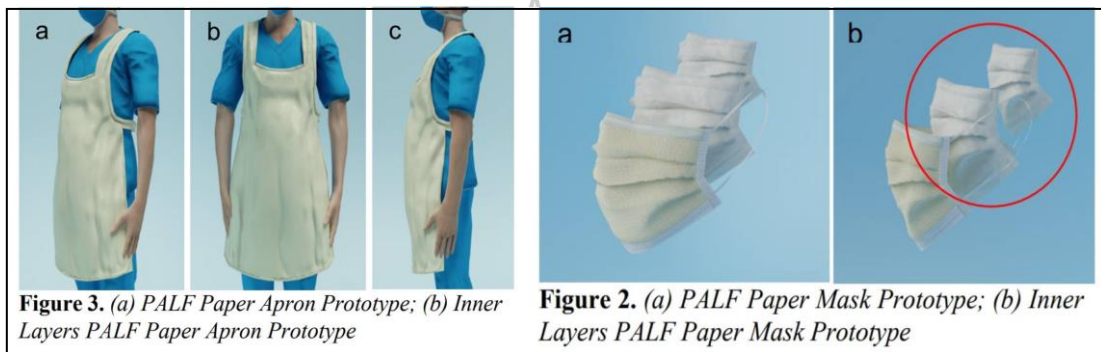 a
b
c
Figure 3. (a) PALF Paper Apron Prototype; (b) Inner
Layers PALF Paper Apron Prototype
a
b
Figure 2. (a) PALF Paper Mask Prototype; (b) Inner
Layers PALF Paper Mask Prototype